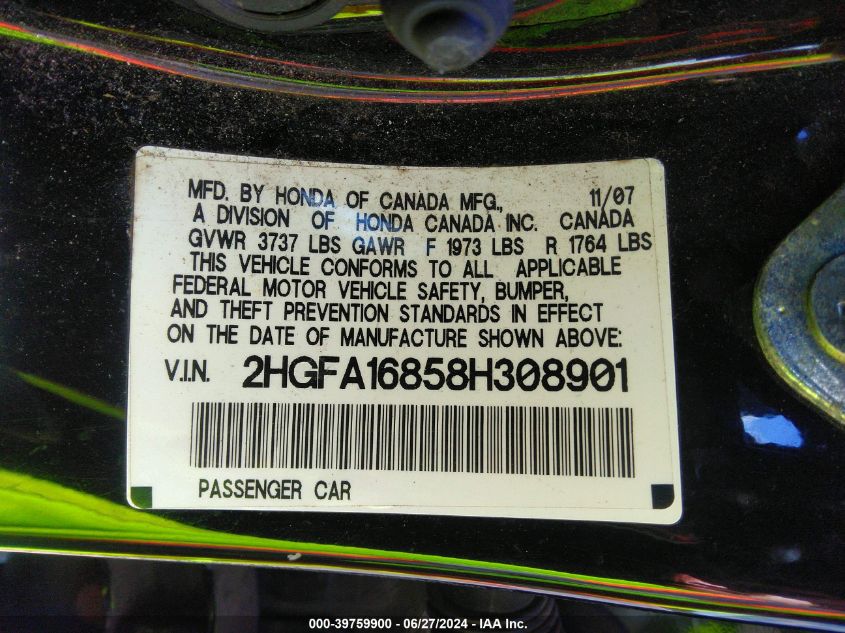 MFD. BY HONDA OF CANADA MFG., 11/07
A DIVISION OF HONDA CANADA INC. CANADA
GVWR 3737 LBS GAWR F 1973 LBS R 1764 LBS
THIS VEHICLE CONFORMS TO ALL APPLICABLE
FEDERAL MOTOR VEHICLE SAFETY, BUMPER,
AND THEFT PREVENTION STANDARDS IN EFFECT
ON THE DATE OF MANUFACTURE SHOWN ABOVE:
V.I.N. 2HGFA16858H308901
PASSENGER CAR
000-39759900 - 06/27/2024 - IAA Inc.